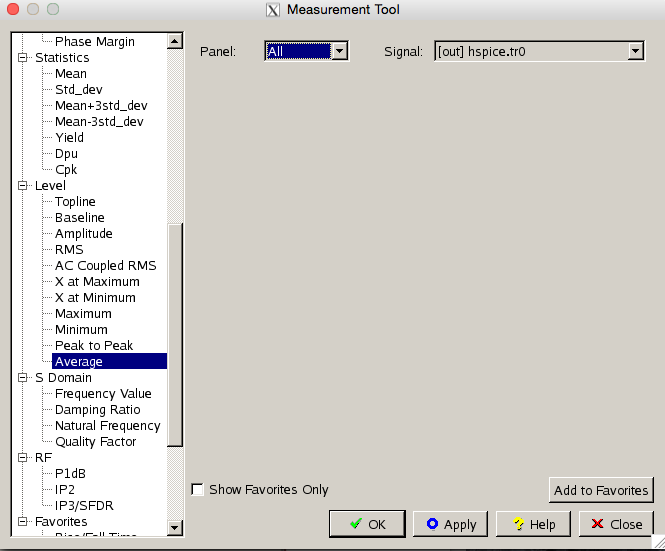 Measurement Tool
Panel: All Signal: [out] hspice.tr0
Phase Margin
Statistics
Mean
Std_dev
Mean+3std_dev
Mean-3std_dev
Yield
Dpu
Cpk
Level
Topline
Baseline
Amplitude
RMS
AC Coupled RMS
X at Maximum
X at Minimum
Maximum
Minimum
Peak to Peak
Average
S Domain
Frequency Value
Damping Ratio
Natural Frequency
Quality Factor
RF
P1dB
IP2
IP3/SFDR
Favorites
Rise/Fall Time
Show Favorites Only
Add to Favorites
OK Apply Help Close